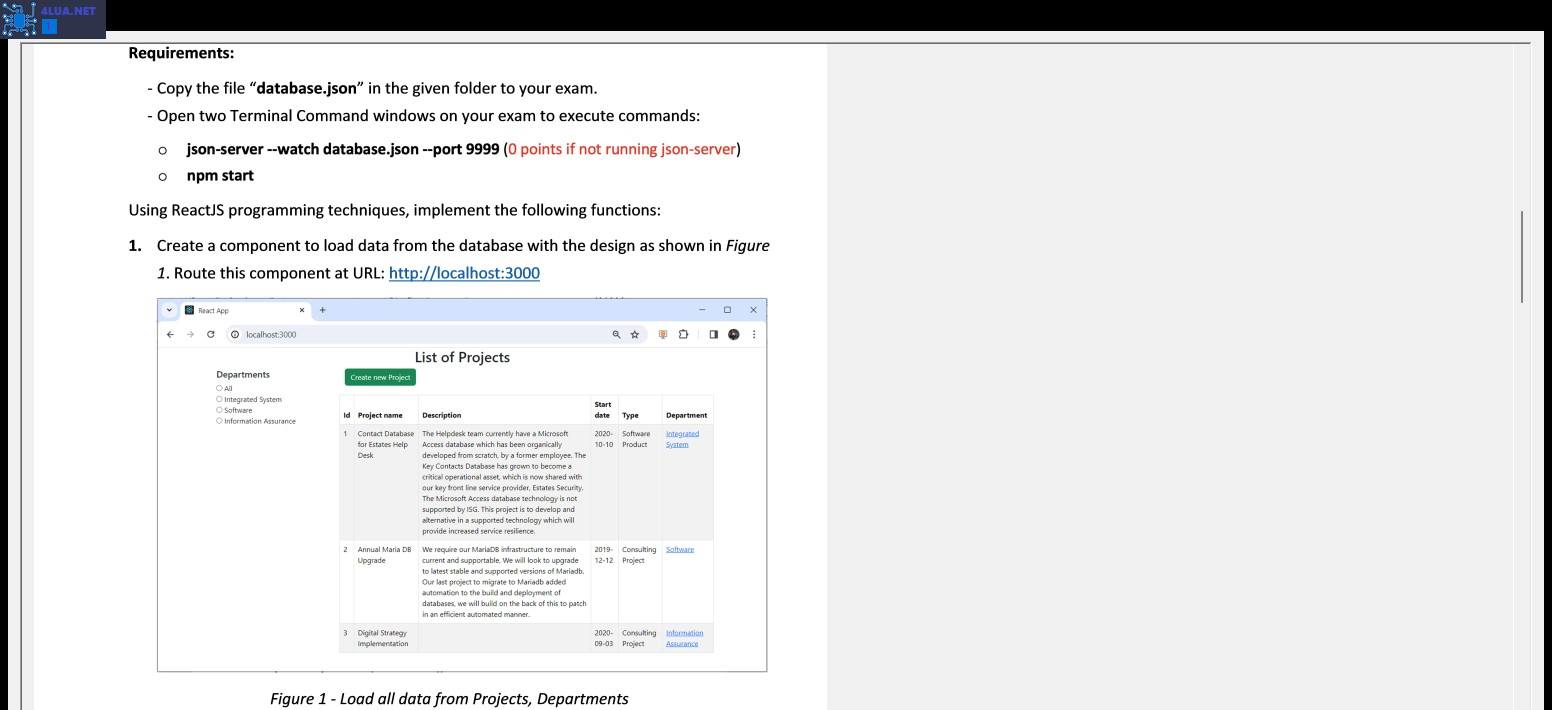 4LUA.NET
1
Requirements:
- Copy the file “database.json” in the given folder to your exam.
- Open two Terminal Command windows on your exam to execute commands:
o json-server --watch database.json --port 9999 (0 points if not running json-server)
o npm start
Using ReactJS programming techniques, implement the following functions:
1. Create a component to load data from the database with the design as shown in Figure
1. Route this component at URL: http://localhost:3000
React App
localhost:3000
List of Projects
Departments
All
Integrated System
Software
Information Assurance
Create new Project
Id Project name Description Start date Type Department
1 Contact Database for Estates Help Desk
The Helpdesk team currently have a Microsoft
Access database which has been organically
developed from scratch, by a former employee. The
Key Contacts Database has grown to become a
critical operational asset, which is now shared with
our key front line service provider, Estates Security.
The Microsoft Access database technology is not
supported by ISG. This project is to develop and
alternative in a supported technology which will
provide increased service resilience.
2020-10-10
Software Product
Integrated System
2 Annual Maria DB Upgrade
We require our MariaDB infrastructure to remain
current and supportable. We will look to upgrade
to latest stable and supported versions of Mariadb.
Our last project to migrate to Mariadb added
automation to the build and deployment of
databases, we will build on the back of this to patch
in an efficient automated manner.
2019-12-12
Consulting Project
Software
3 Digital Strategy Implementation
2020-09-03
Consulting Project
Information Assurance
Figure 1 - Load all data from Projects, Departments